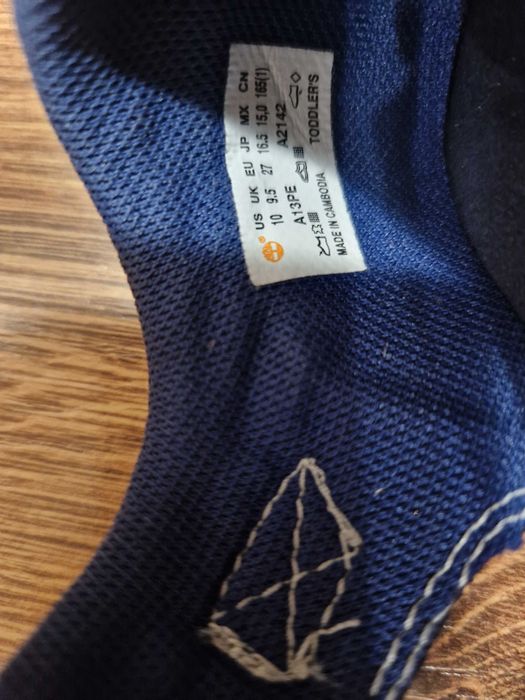 US UK EU JP MX CN
10 9.5 27 16.5 15,0 165(1)
A13PE A2142
TODDLER'S
MADE IN CAMBODIA